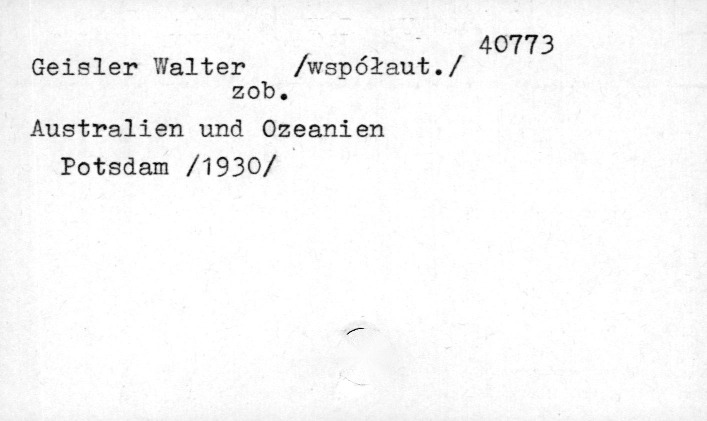 40773
Geisler Walter /współaut./
zob.
Australien und Ozeanien
Potsdam /1930/